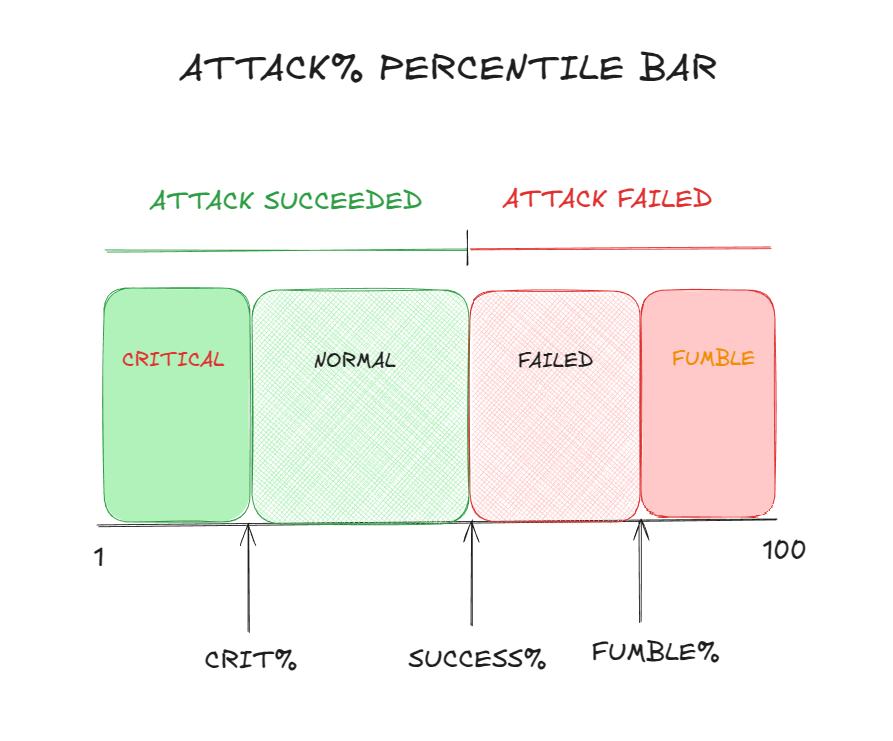 ATTACK% PERCENTILE BAR
ATTACK SUCCEEDED
ATTACK FAILED
CRITICAL
NORMAL
FAILED
FUMBLE
1
100
CRIT%
SUCCESS%
FUMBLE%